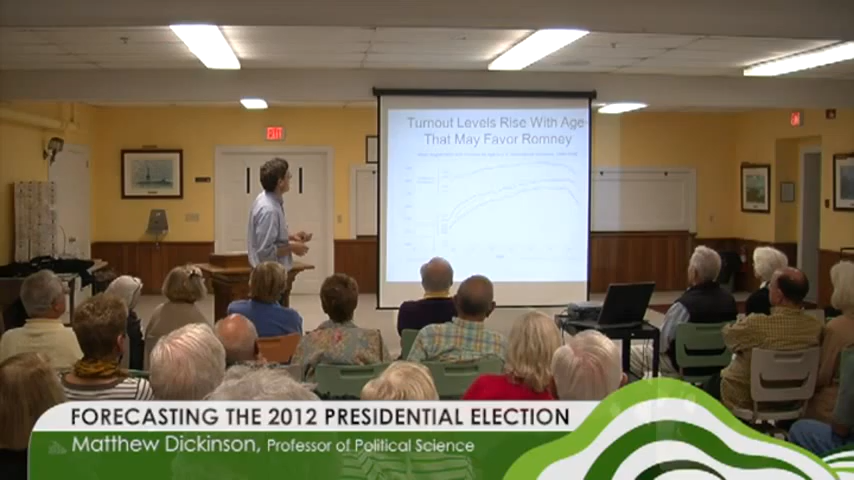 EXIT
EXIT
Turnout Levels Rise With Age
That May Favor Romney
FORECASTING THE 2012 PRESIDENTIAL ELECTION
Matthew Dickinson, Professor of Political Science